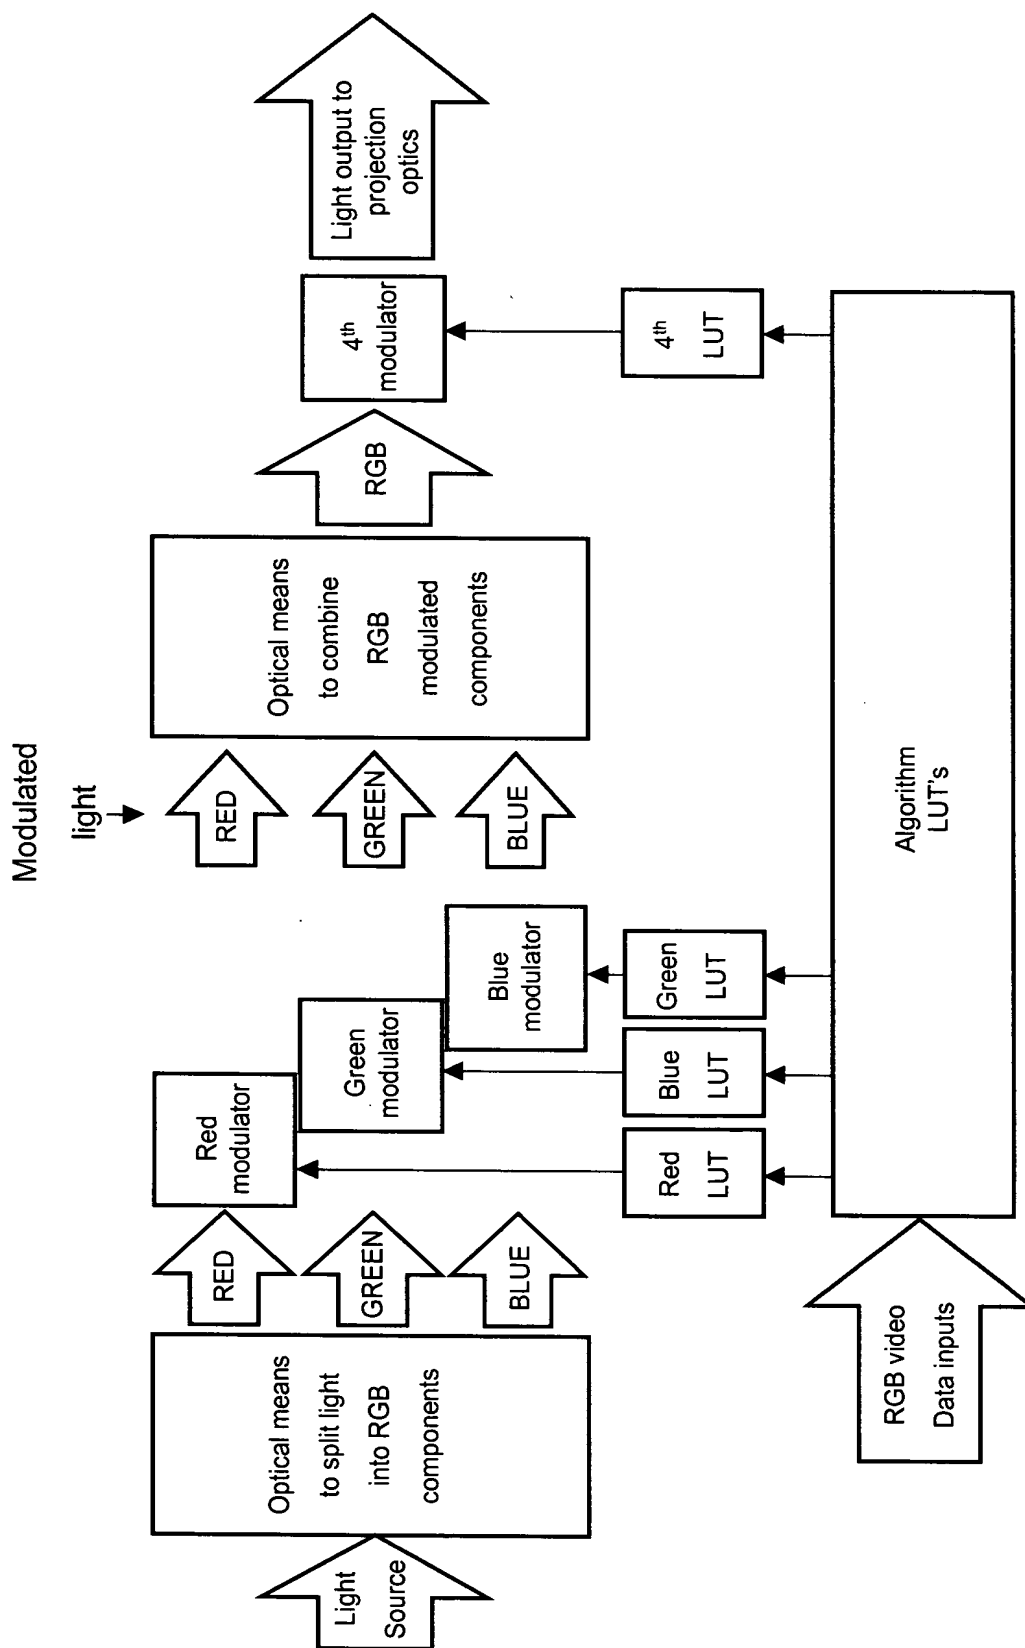 Light
Source
Optical means
to split light
into RGB
components
RED
GREEN
BLUE
Red
modulator
Green
modulator
Blue
modulator
Modulated
light
RED
GREEN
BLUE
Optical means
to combine
RGB
modulated
components
RGB
4th
modulator
Light output to
projection
optics
Red
LUT
Blue
LUT
Green
LUT
4th
LUT
RGB video
Data inputs
Algorithm
LUT's